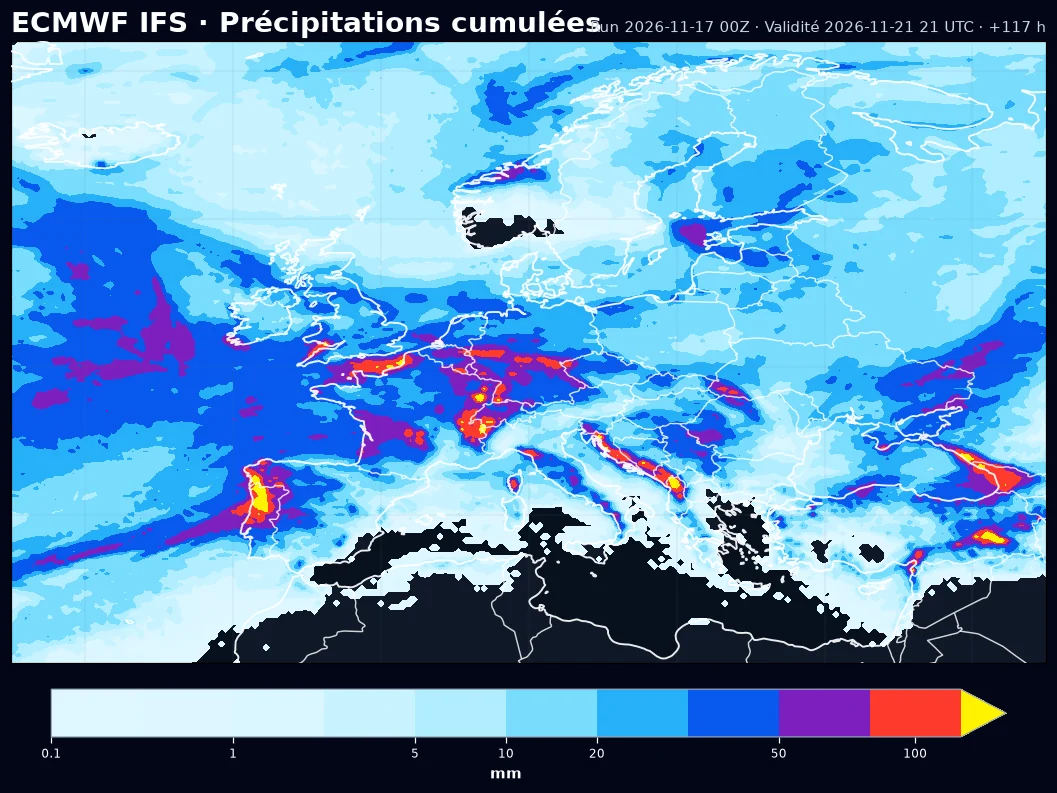 ECMWF IFS · Précipitations cumulées
Run 2026-11-17 00Z · Validité 2026-11-21 21 UTC · +117 h
0.1 1 5 10 20 50 100
mm